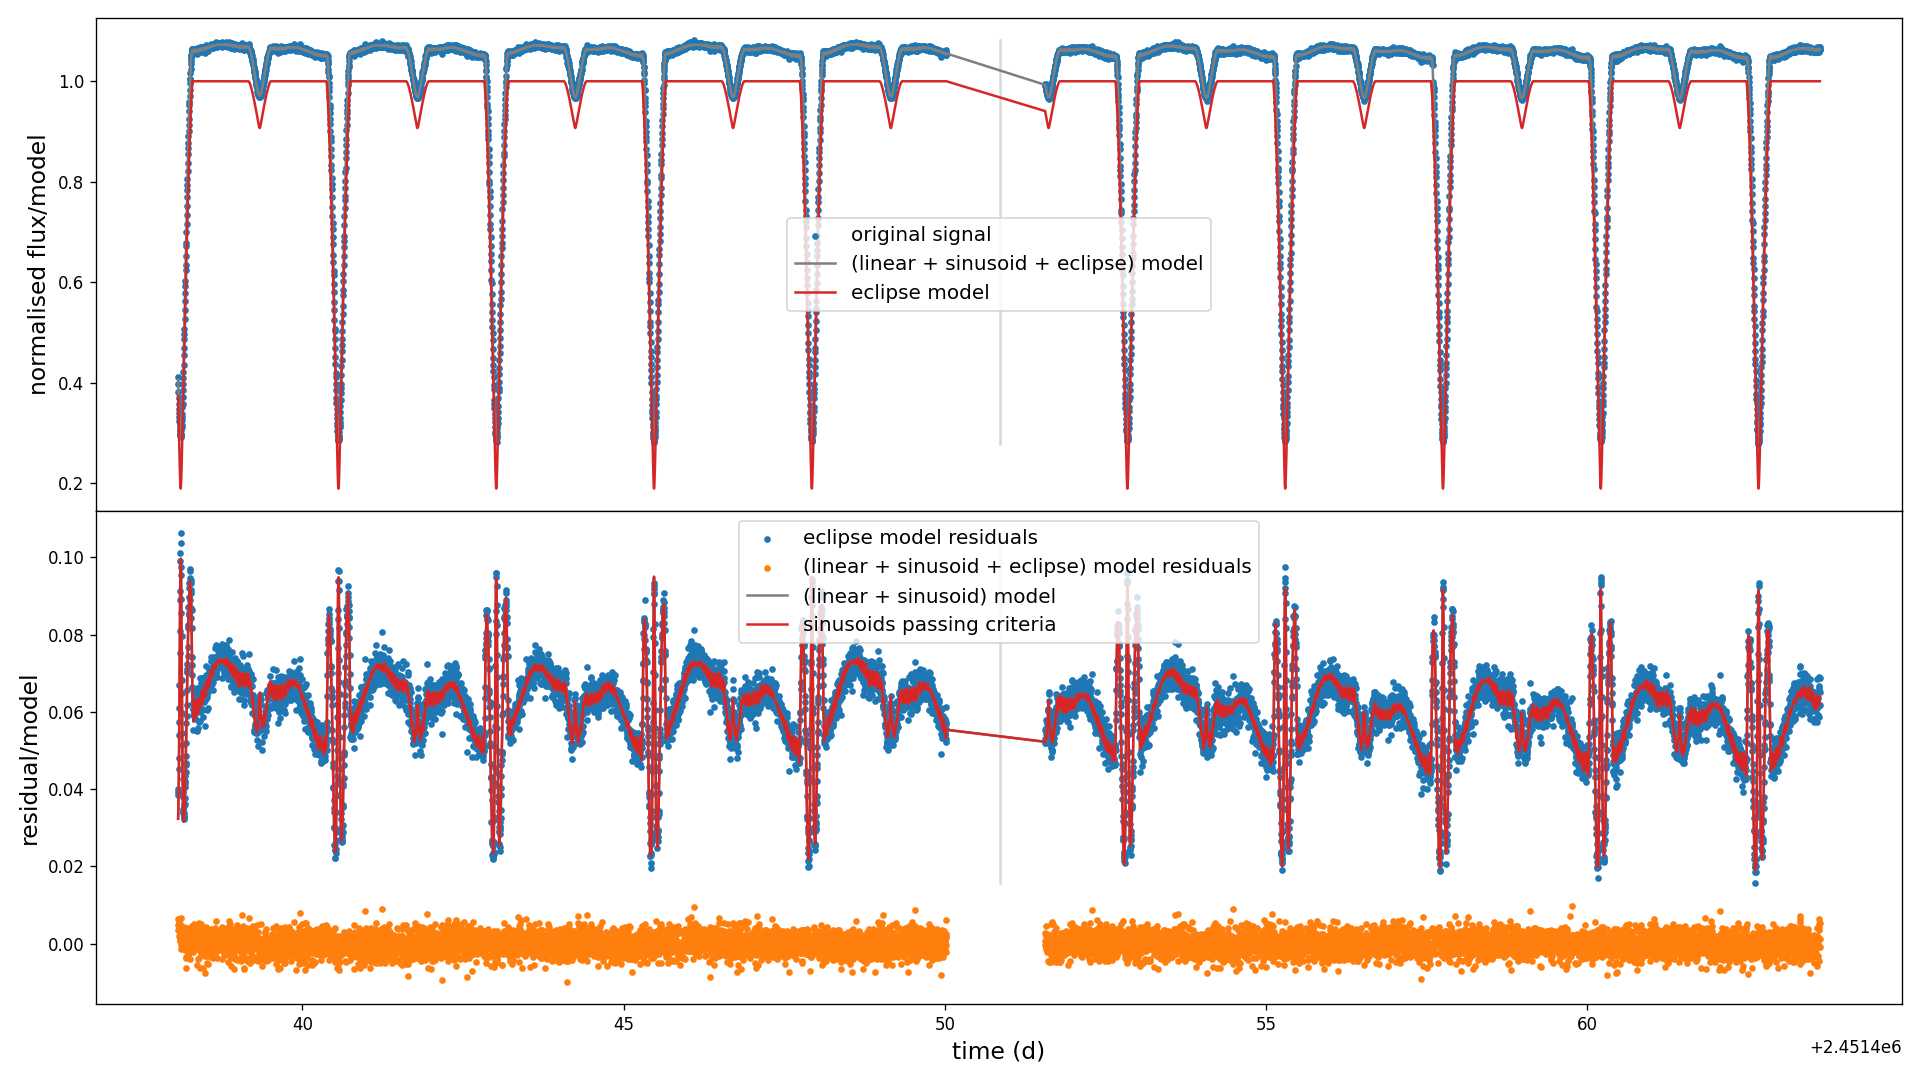 normalised flux/model
1.0
0.8
0.6
0.4
0.2
original signal
(linear + sinusoid + eclipse) model
eclipse model
residual/model
0.10
0.08
0.06
0.04
0.02
0.00
eclipse model residuals
(linear + sinusoid + eclipse) model residuals
(linear + sinusoid) model
sinusoids passing criteria
40 45 50 55 60
time (d)
+2.4514e6